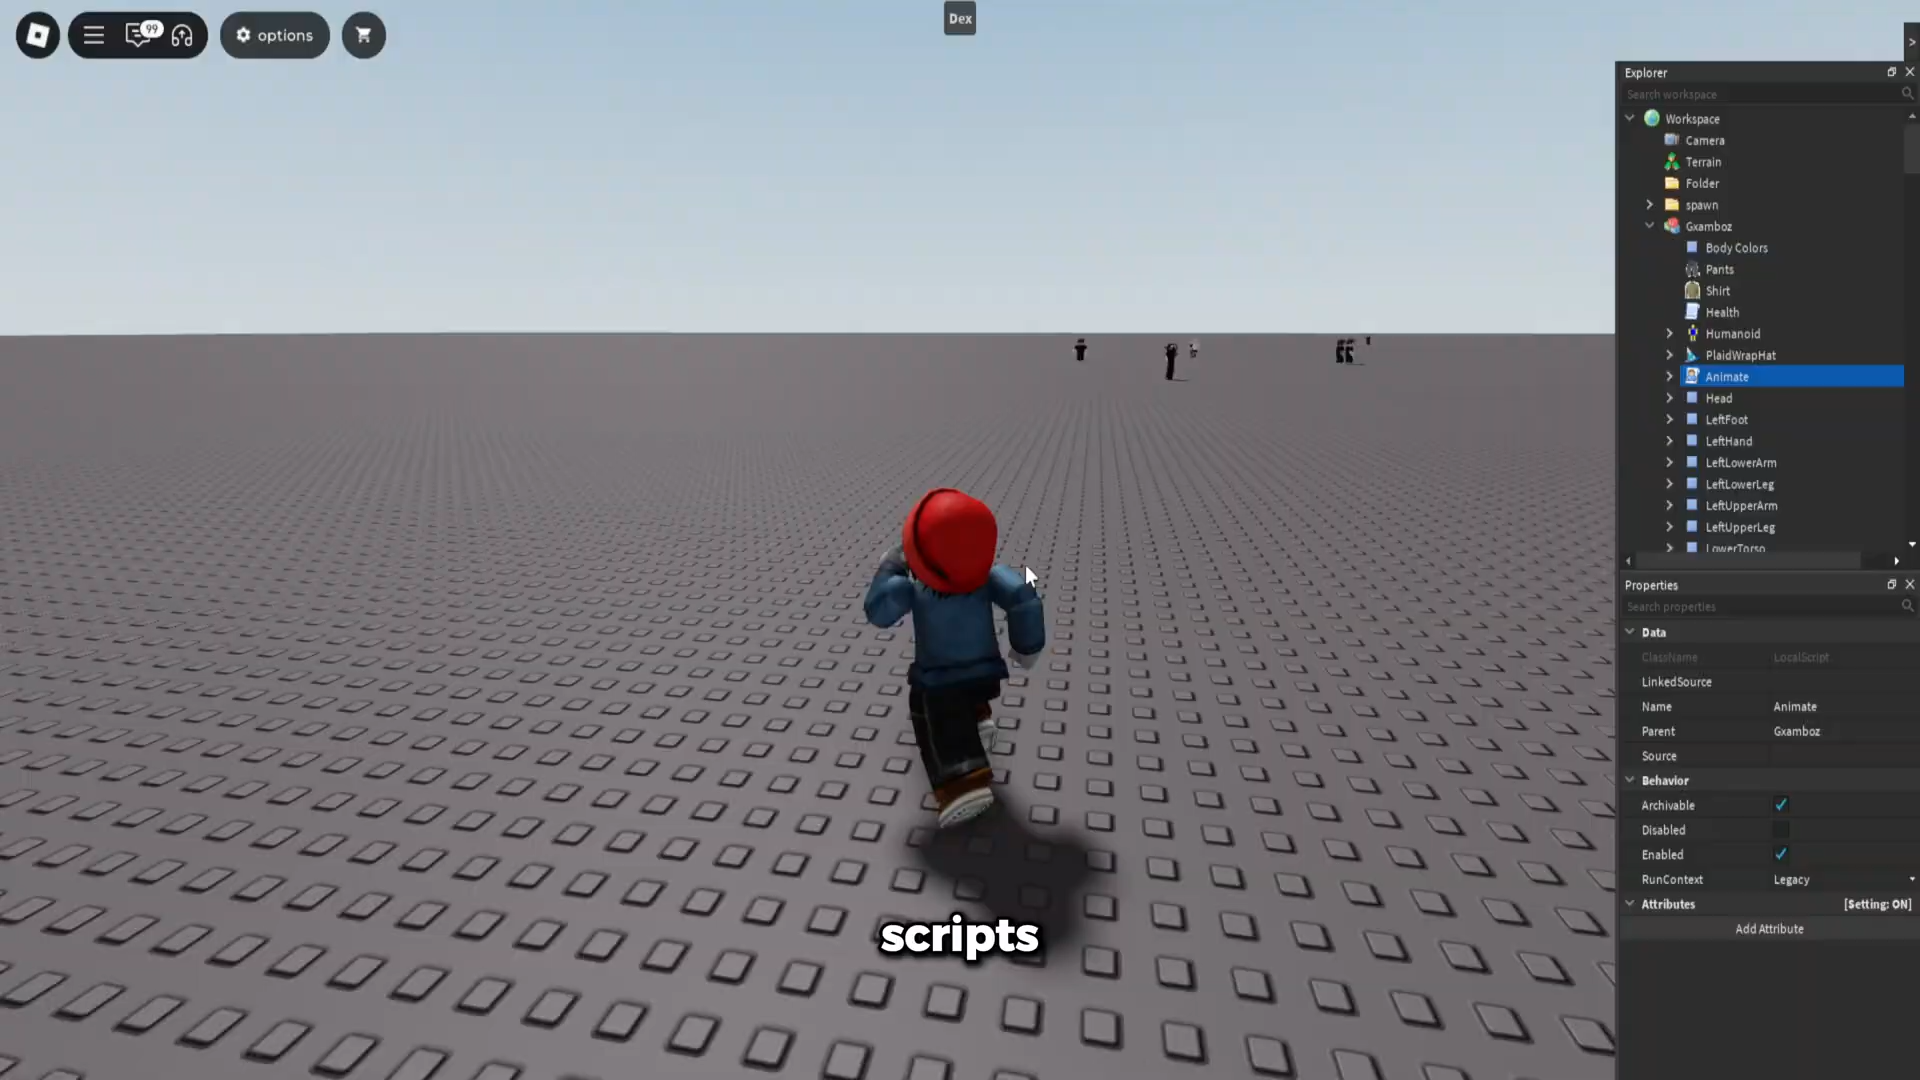 99
options
Dex
>
Explorer
Search workspace
Workspace
Camera
Terrain
Folder
spawn
Gxamboz
Body Colors
Pants
Shirt
Health
Humanoid
PlaidWrapHat
Animate
Head
LeftFoot
LeftHand
LeftLowerArm
LeftLowerLeg
LeftUpperArm
LeftUpperLeg
LowerTorso
Properties
Search properties
Data
ClassName LocalScript
LinkedSource
Name Animate
Parent Gxamboz
Source
Behavior
Archivable
Disabled
Enabled
RunContext Legacy
Attributes [Setting: ON]
Add Attribute
scripts